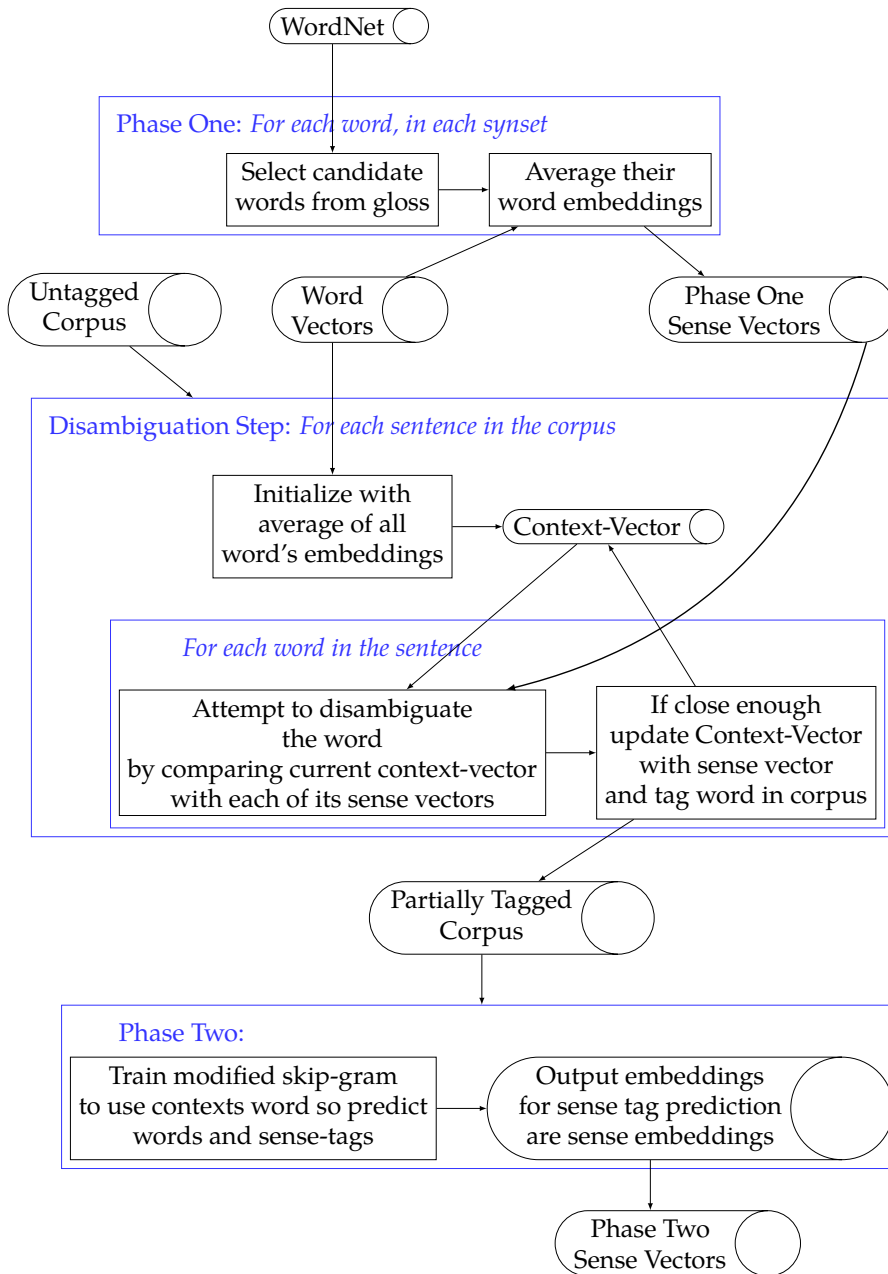 WordNet
Phase One: For each word, in each synset
Select candidate
words from gloss
Average their
word embeddings
Untagged
Corpus
Word
Vectors
Phase One
Sense Vectors
Disambiguation Step: For each sentence in the corpus
Initialize with
average of all
word's embeddings
Context-Vector
For each word in the sentence
Attempt to disambiguate
the word
by comparing current context-vector
with each of its sense vectors
If close enough
update Context-Vector
with sense vector
and tag word in corpus
Partially Tagged
Corpus
Phase Two:
Train modified skip-gram
to use contexts word so predict
words and sense-tags
Output embeddings
for sense tag prediction
are sense embeddings
Phase Two
Sense Vectors